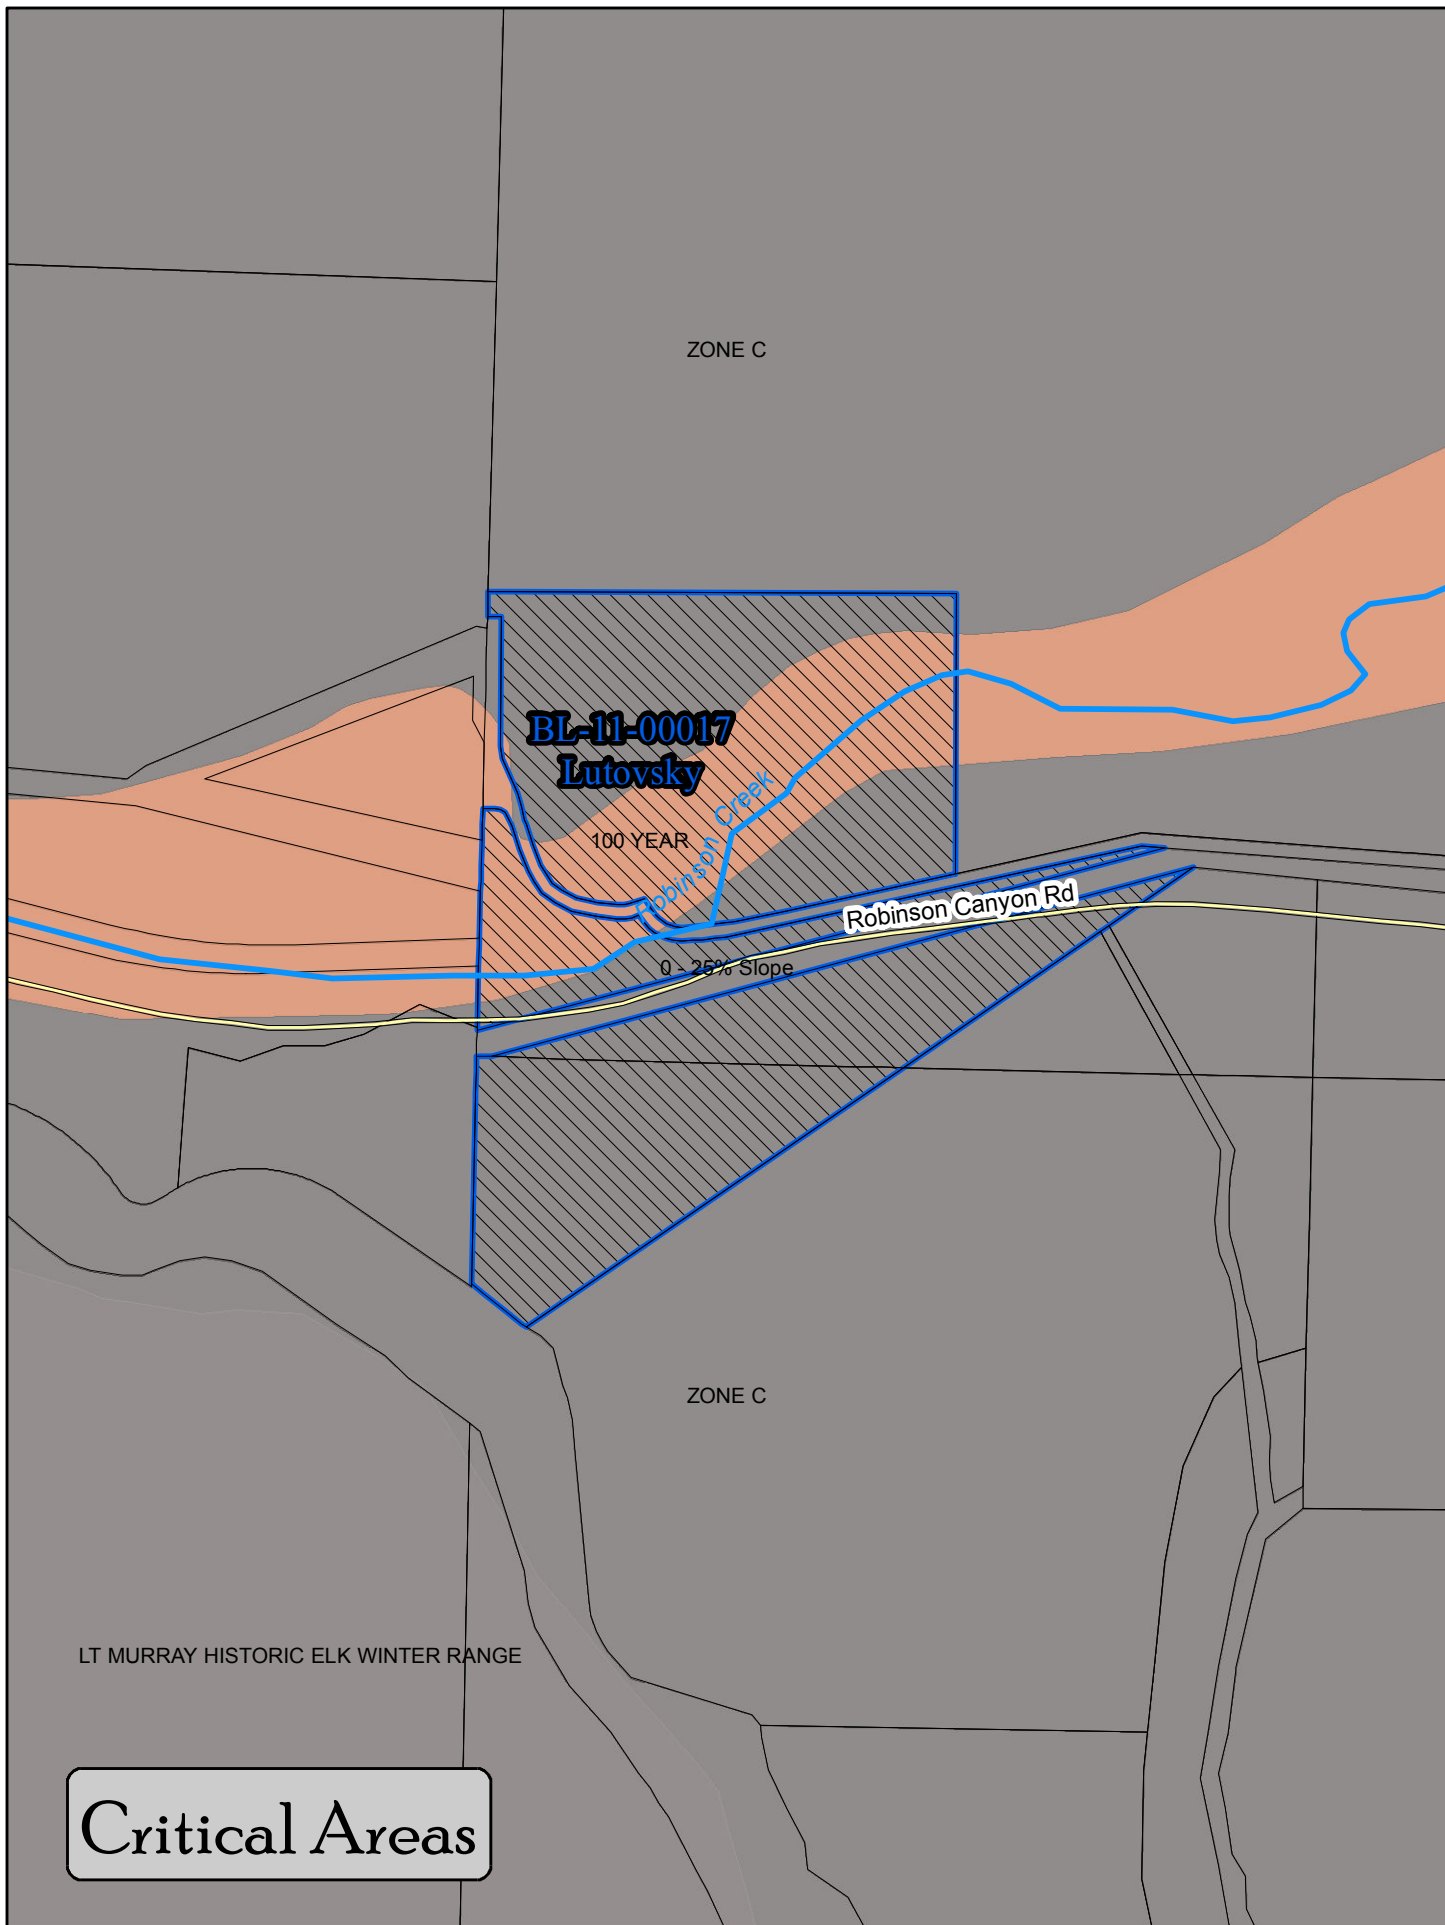 ZONE C
BL-11-00017
Lutovsky
100 YEAR
Robinson Creek
Robinson Canyon Rd
0 - 25% Slope
ZONE C
LT MURRAY HISTORIC ELK WINTER RANGE
Critical Areas